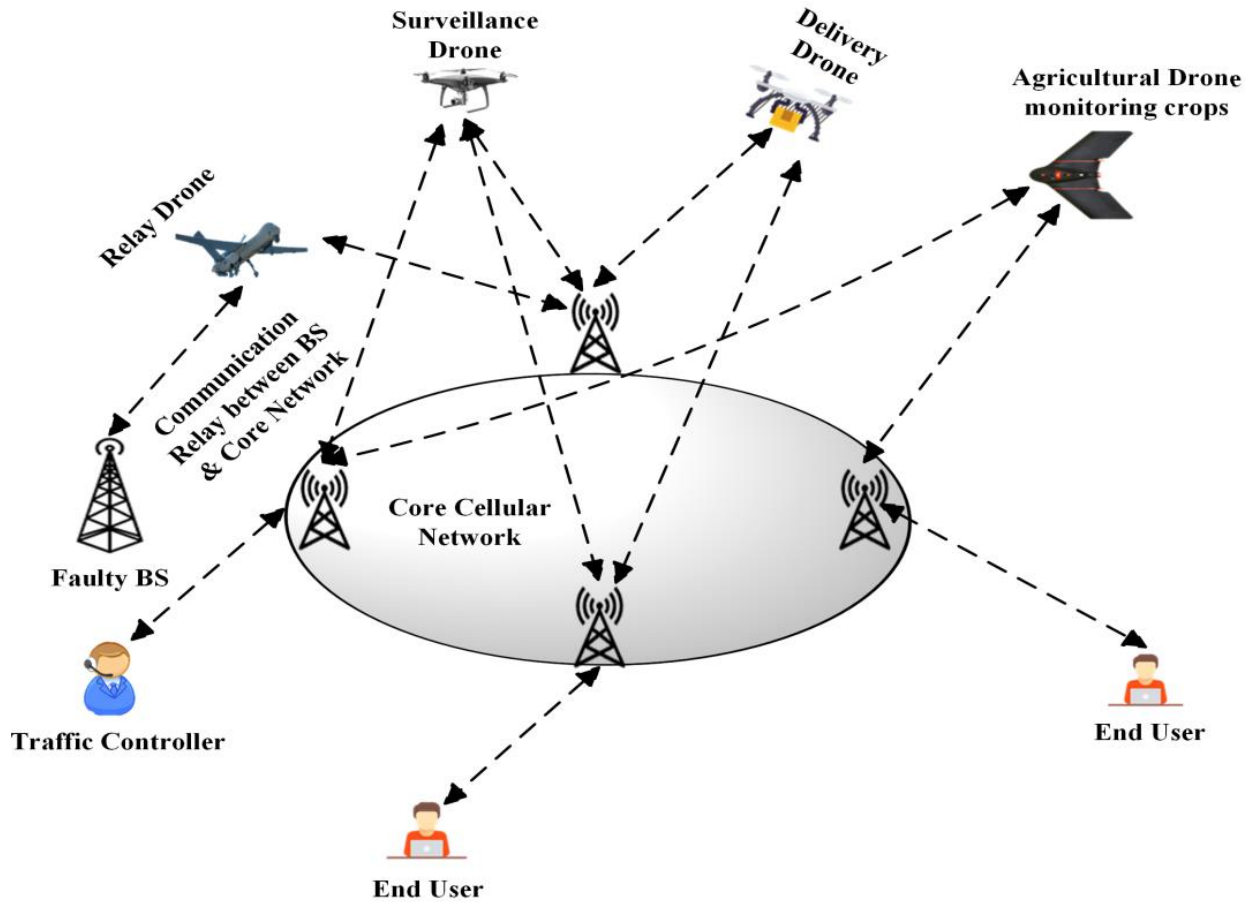 Surveillance
Drone
Delivery
Drone
Agricultural Drone
monitoring crops
Relay Drone
Communication
Relay between BS
& Core Network
Core Cellular
Network
Faulty BS
Traffic Controller
End User
End User